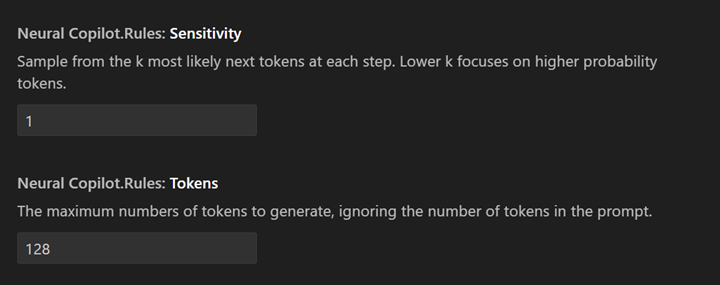 Neural Copilot.Rules: Sensitivity
Sample from the k most likely next tokens at each step. Lower k focuses on higher probability
tokens.
1
Neural Copilot.Rules: Tokens
The maximum numbers of tokens to generate, ignoring the number of tokens in the prompt.
128